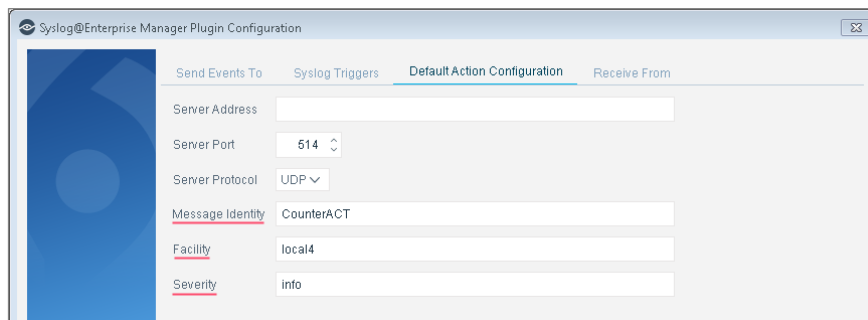 Syslog@Enterprise Manager Plugin Configuration
Send Events To Syslog Triggers Default Action Configuration Receive From
Server Address
Server Port 514
Server Protocol UDP
Message Identity CounterACT
Facility local4
Severity info